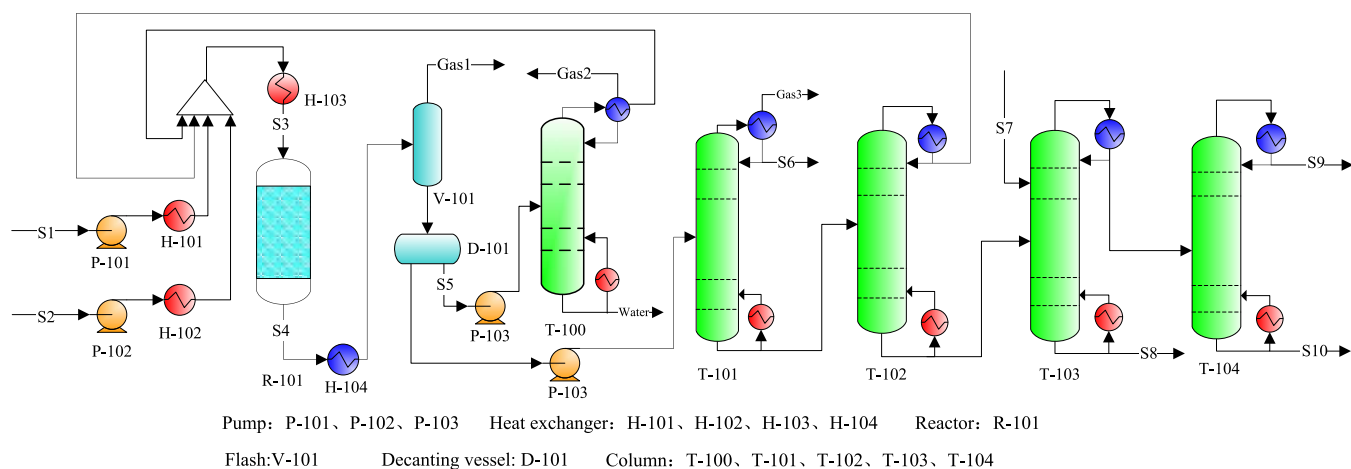 Gas1
Gas2
H-103
Gas3
S3
S7
S6
S9
V-101
S1
H-101
D-101
P-101
S5
S2
H-102
S4
P-103
Water
P-102
T-100
S8
S10
R-101
H-104
P-103
T-101
T-102
T-103
T-104
Pump：P-101、P-102、P-103 Heat exchanger：H-101、H-102、H-103、H-104 Reactor：R-101
Flash:V-101 Decanting vessel: D-101 Column：T-100、T-101、T-102、T-103、T-104